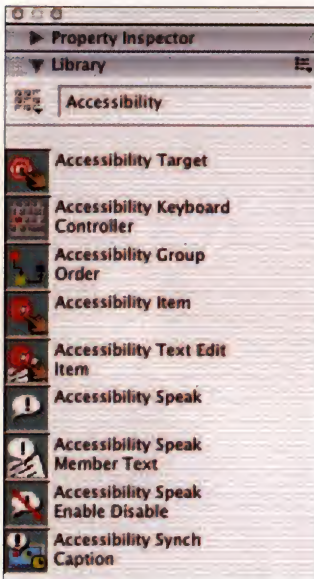 Property Inspector
Library
Accessibility
Accessibility Target
Accessibility Keyboard
Controller
Accessibility Group
Order
Accessibility Item
Accessibility Text Edit
Item
Accessibility Speak
Accessibility Speak
Member Text
Accessibility Speak
Enable Disable
Accessibility Synch
Caption